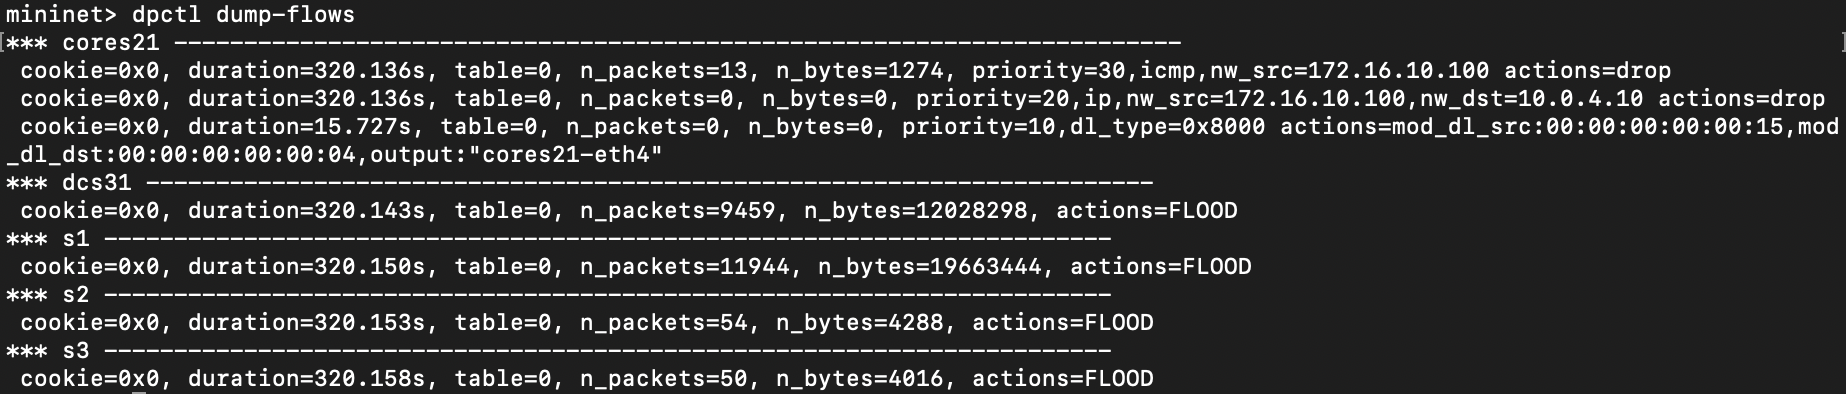 mininet> dpctl dump-flows
*** cores21 ------------------------------------------------------------------------
 cookie=0x0, duration=320.136s, table=0, n_packets=13, n_bytes=1274, priority=30,icmp,nw_src=172.16.10.100 actions=drop
 cookie=0x0, duration=320.136s, table=0, n_packets=0, n_bytes=0, priority=20,ip,nw_src=172.16.10.100,nw_dst=10.0.4.10 actions=drop
 cookie=0x0, duration=15.727s, table=0, n_packets=0, n_bytes=0, priority=10,dl_type=0x8000 actions=mod_dl_src:00:00:00:00:00:15,mod
_dl_dst:00:00:00:00:00:04,output:"cores21-eth4"
*** dcs31 ------------------------------------------------------------------------
 cookie=0x0, duration=320.143s, table=0, n_packets=9459, n_bytes=12028298, actions=FLOOD
*** s1 ------------------------------------------------------------------------
 cookie=0x0, duration=320.150s, table=0, n_packets=11944, n_bytes=19663444, actions=FLOOD
*** s2 ------------------------------------------------------------------------
 cookie=0x0, duration=320.153s, table=0, n_packets=54, n_bytes=4288, actions=FLOOD
*** s3 ------------------------------------------------------------------------
 cookie=0x0, duration=320.158s, table=0, n_packets=50, n_bytes=4016, actions=FLOOD